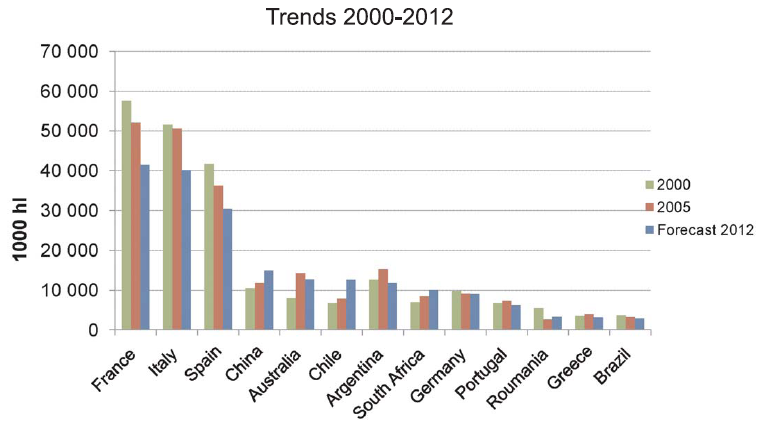 Trends 2000-2012
70 000
60 000
50 000
40 000
30 000
20 000
10 000
0
1000 hl
France
Italy
Spain
China
Australia
Chile
Argentina
South Africa
Germany
Portugal
Roumania
Greece
Brazil
2000
2005
Forecast 2012